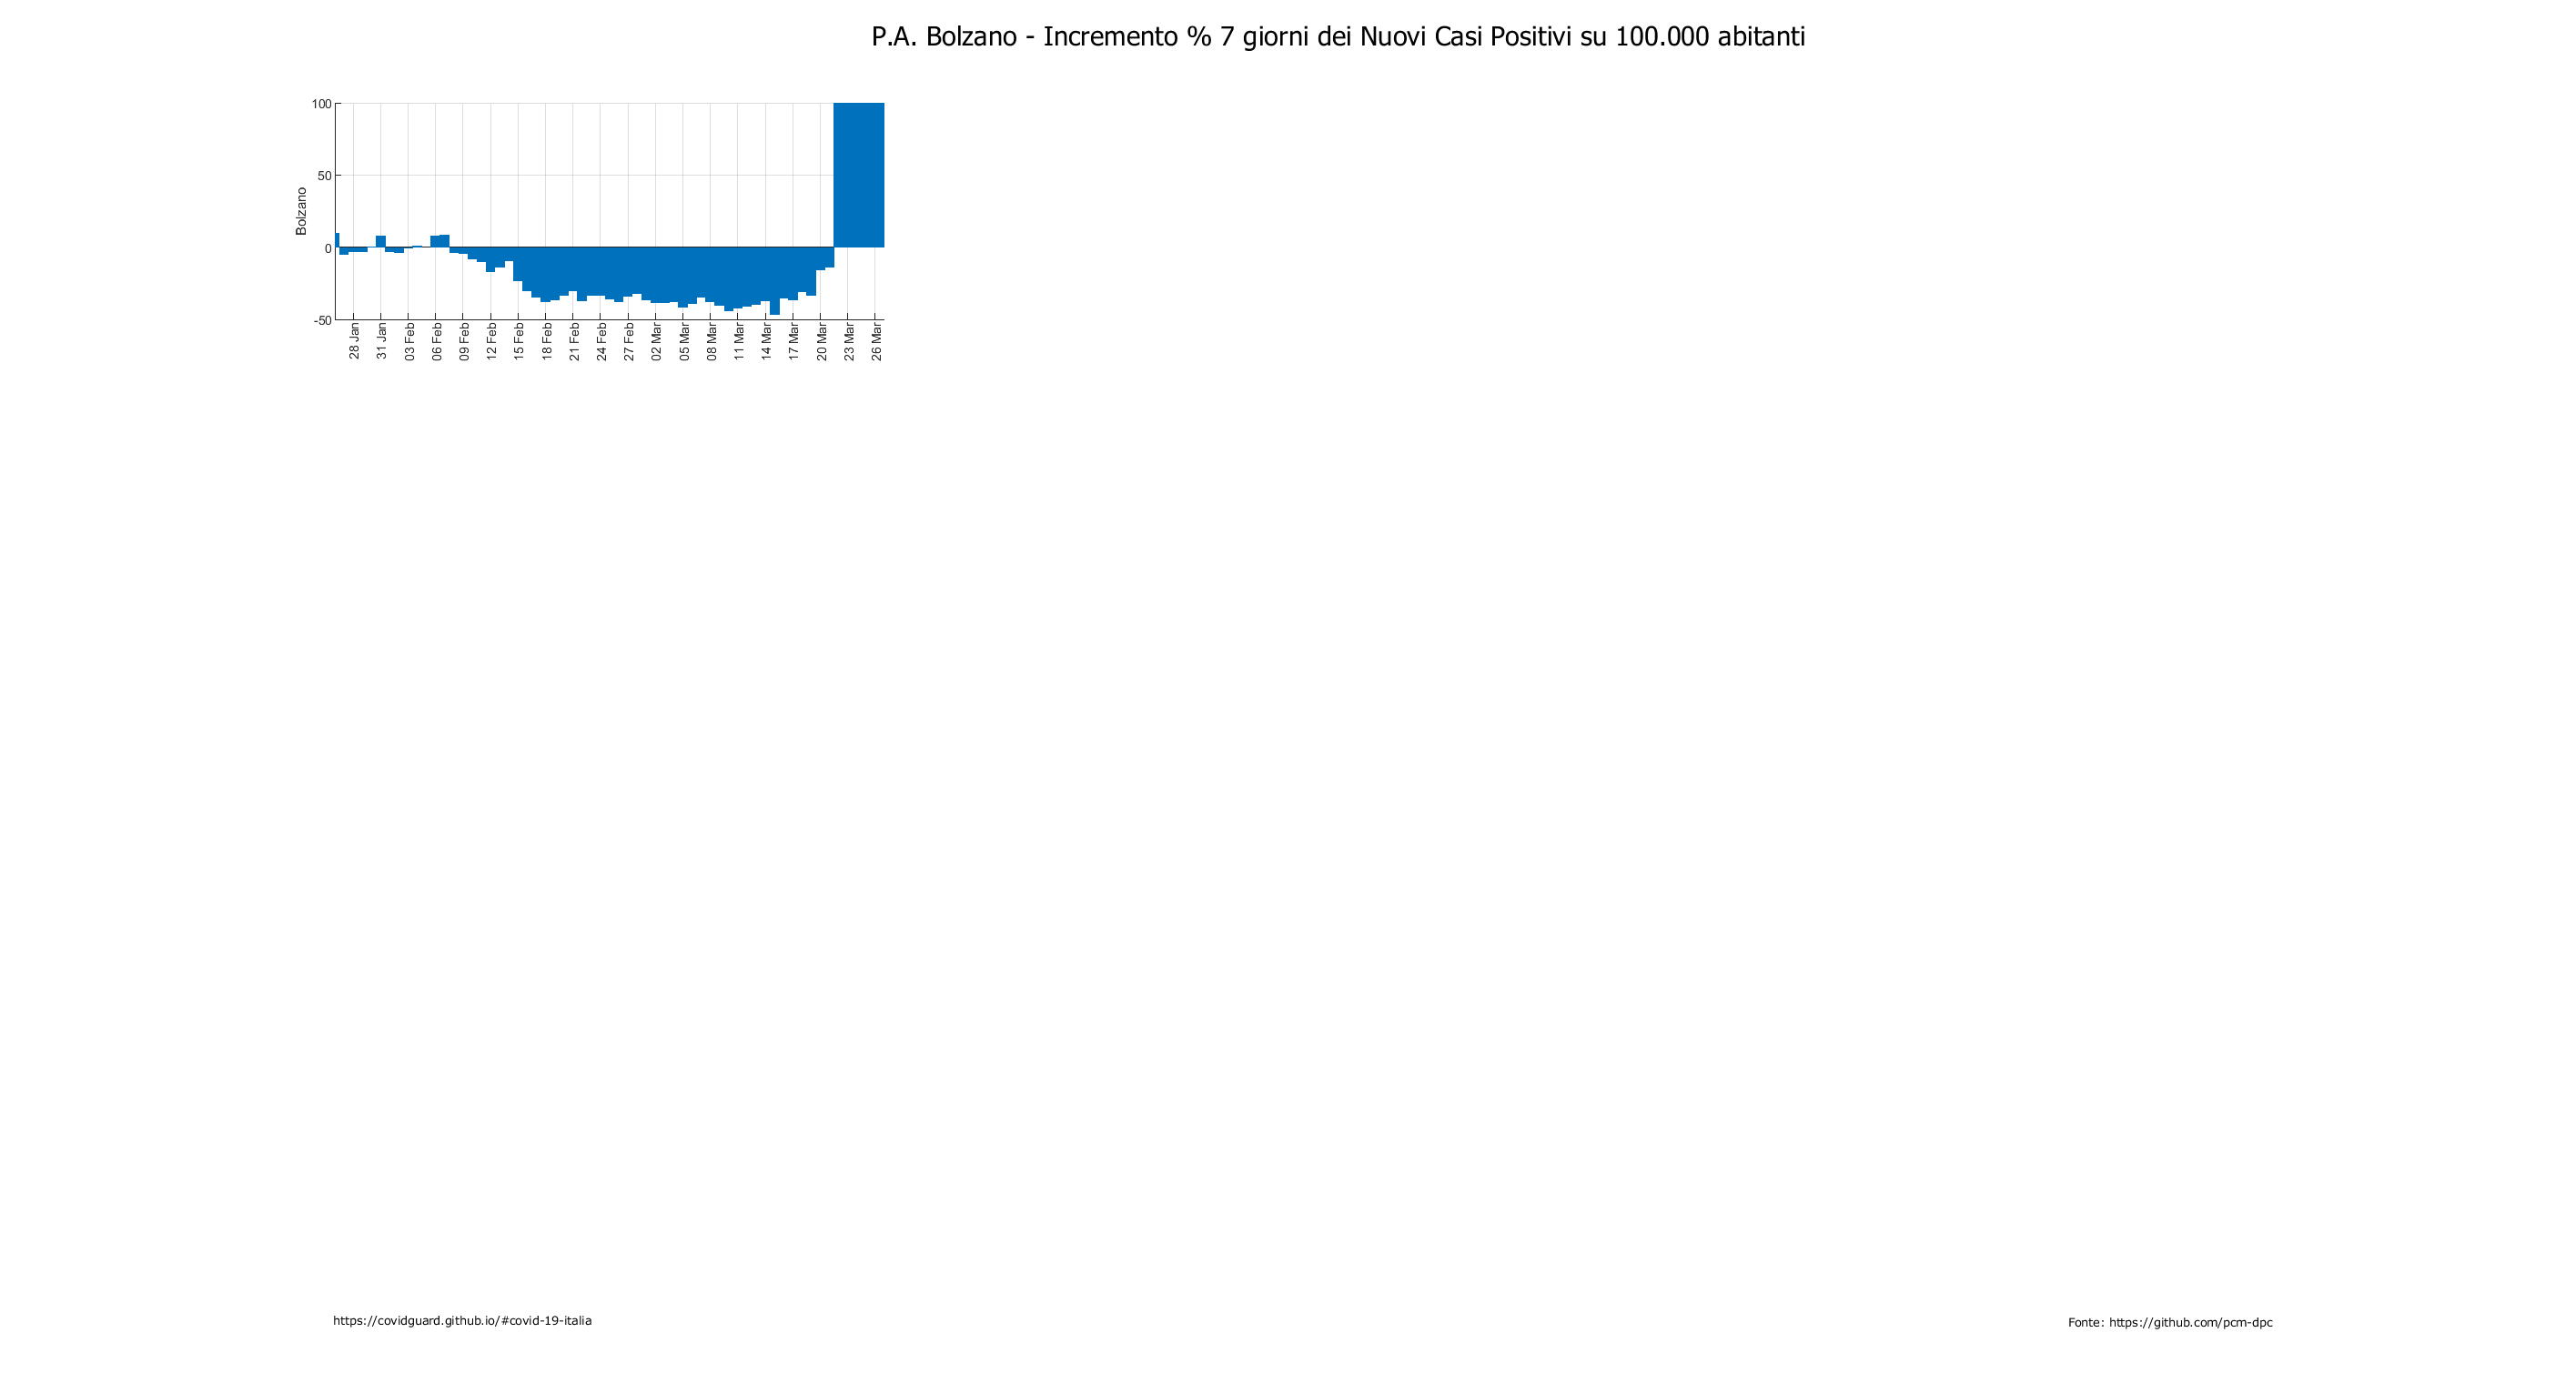 P.A. Bolzano - Incremento % 7 giorni dei Nuovi Casi Positivi su 100.000 abitanti
100
50
0
-50
Bolzano
28 Jan
31 Jan
03 Feb
06 Feb
09 Feb
12 Feb
15 Feb
18 Feb
21 Feb
24 Feb
27 Feb
02 Mar
05 Mar
08 Mar
11 Mar
14 Mar
17 Mar
20 Mar
23 Mar
26 Mar
https://covidguard.github.io/#covid-19-italia
Fonte: https://github.com/pcm-dpc